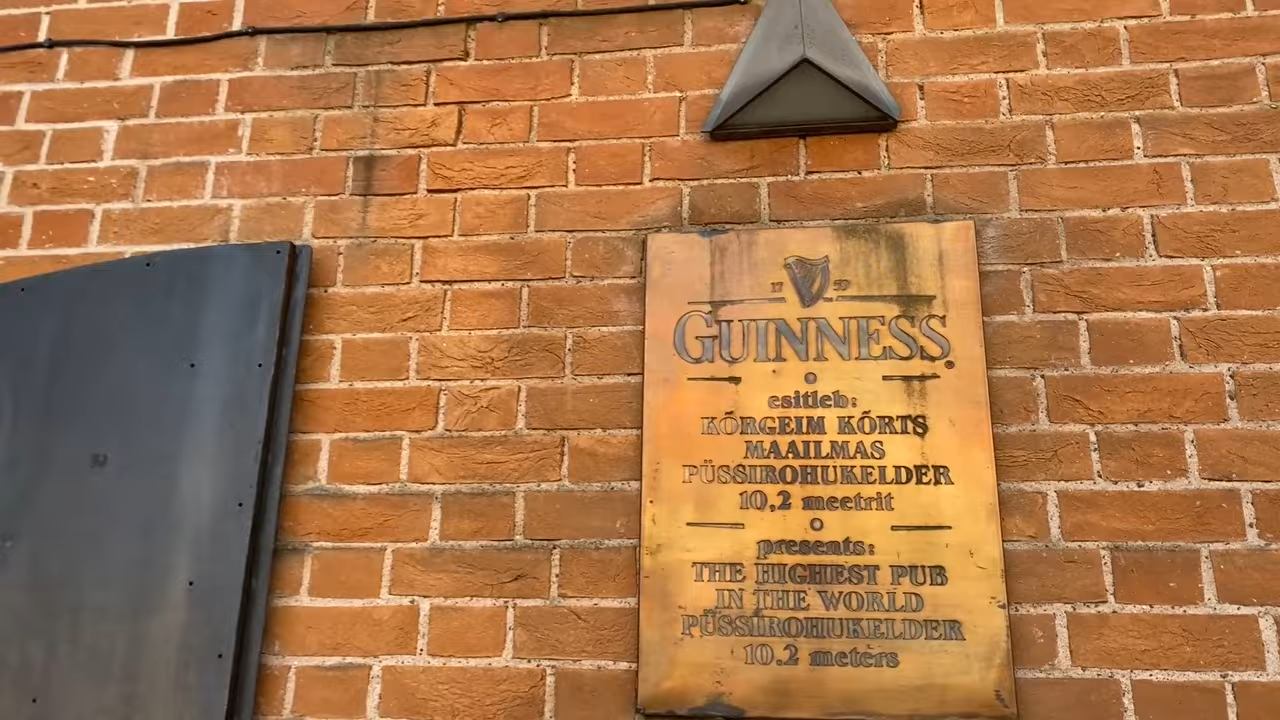 17 59
GUINNESS®
esitleb:
KÕRGEIM KÕRTS
MAAILMAS
PÜSSIROHUKELDER
10,2 meetrit
presents:
THE HIGHEST PUB
IN THE WORLD
PÜSSIROHUKELDER
10.2 meters